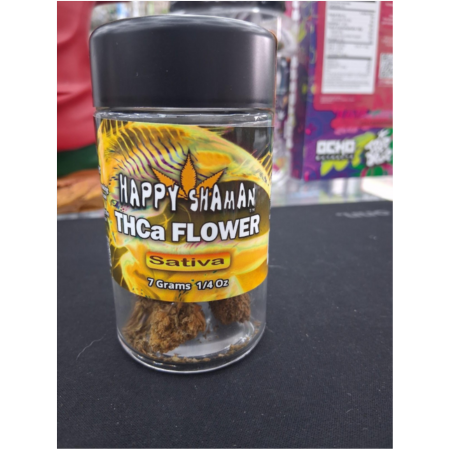 HAPPY SHAMAN
THCa FLOWER
Sativa
7 Grams 1/4 Oz
OCHO